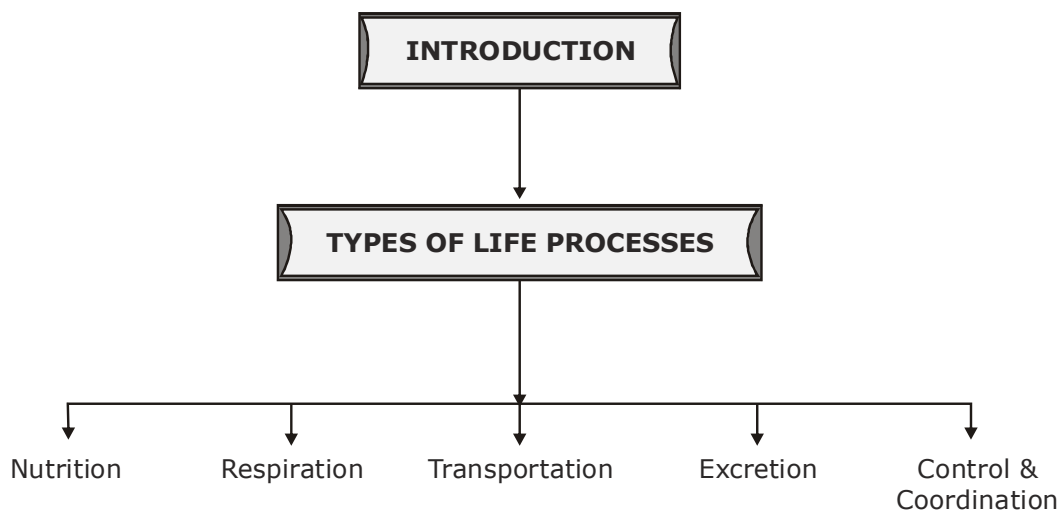 INTRODUCTION
TYPES OF LIFE PROCESSES
Nutrition
Respiration
Transportation
Excretion
Control &
Coordination